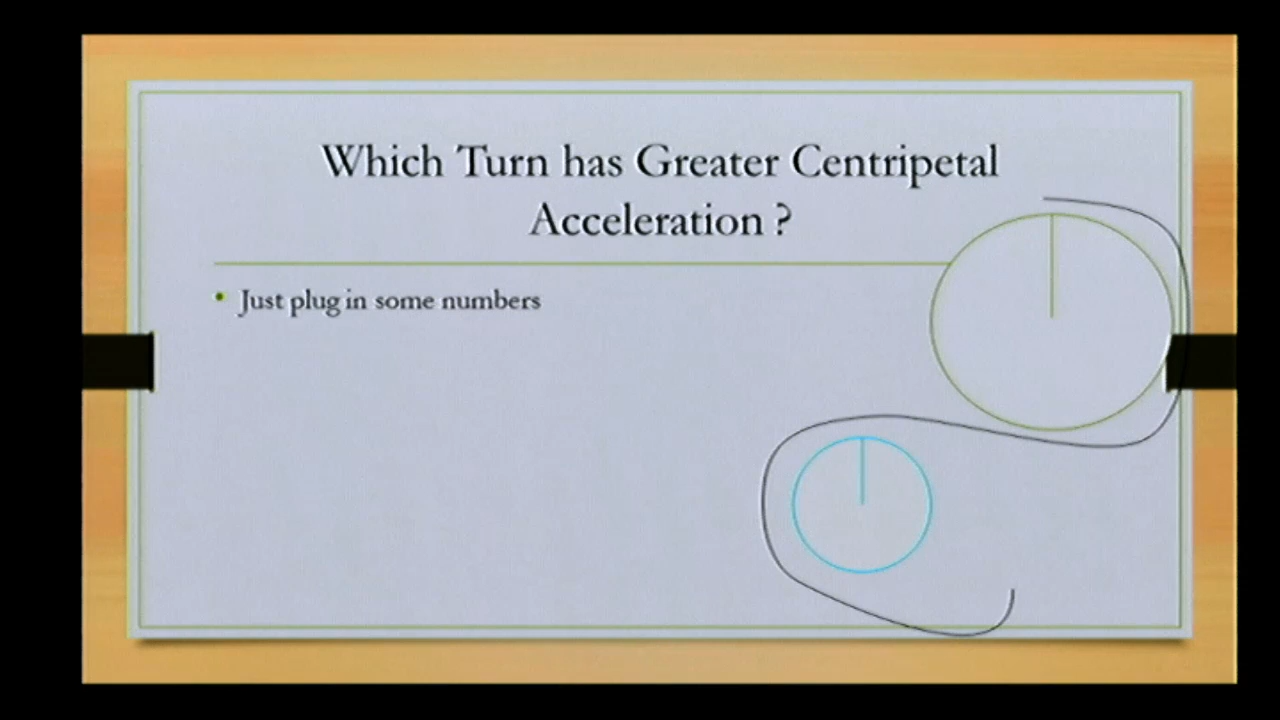 Which Turn has Greater Centripetal
Acceleration ?
• Just plug in some numbers